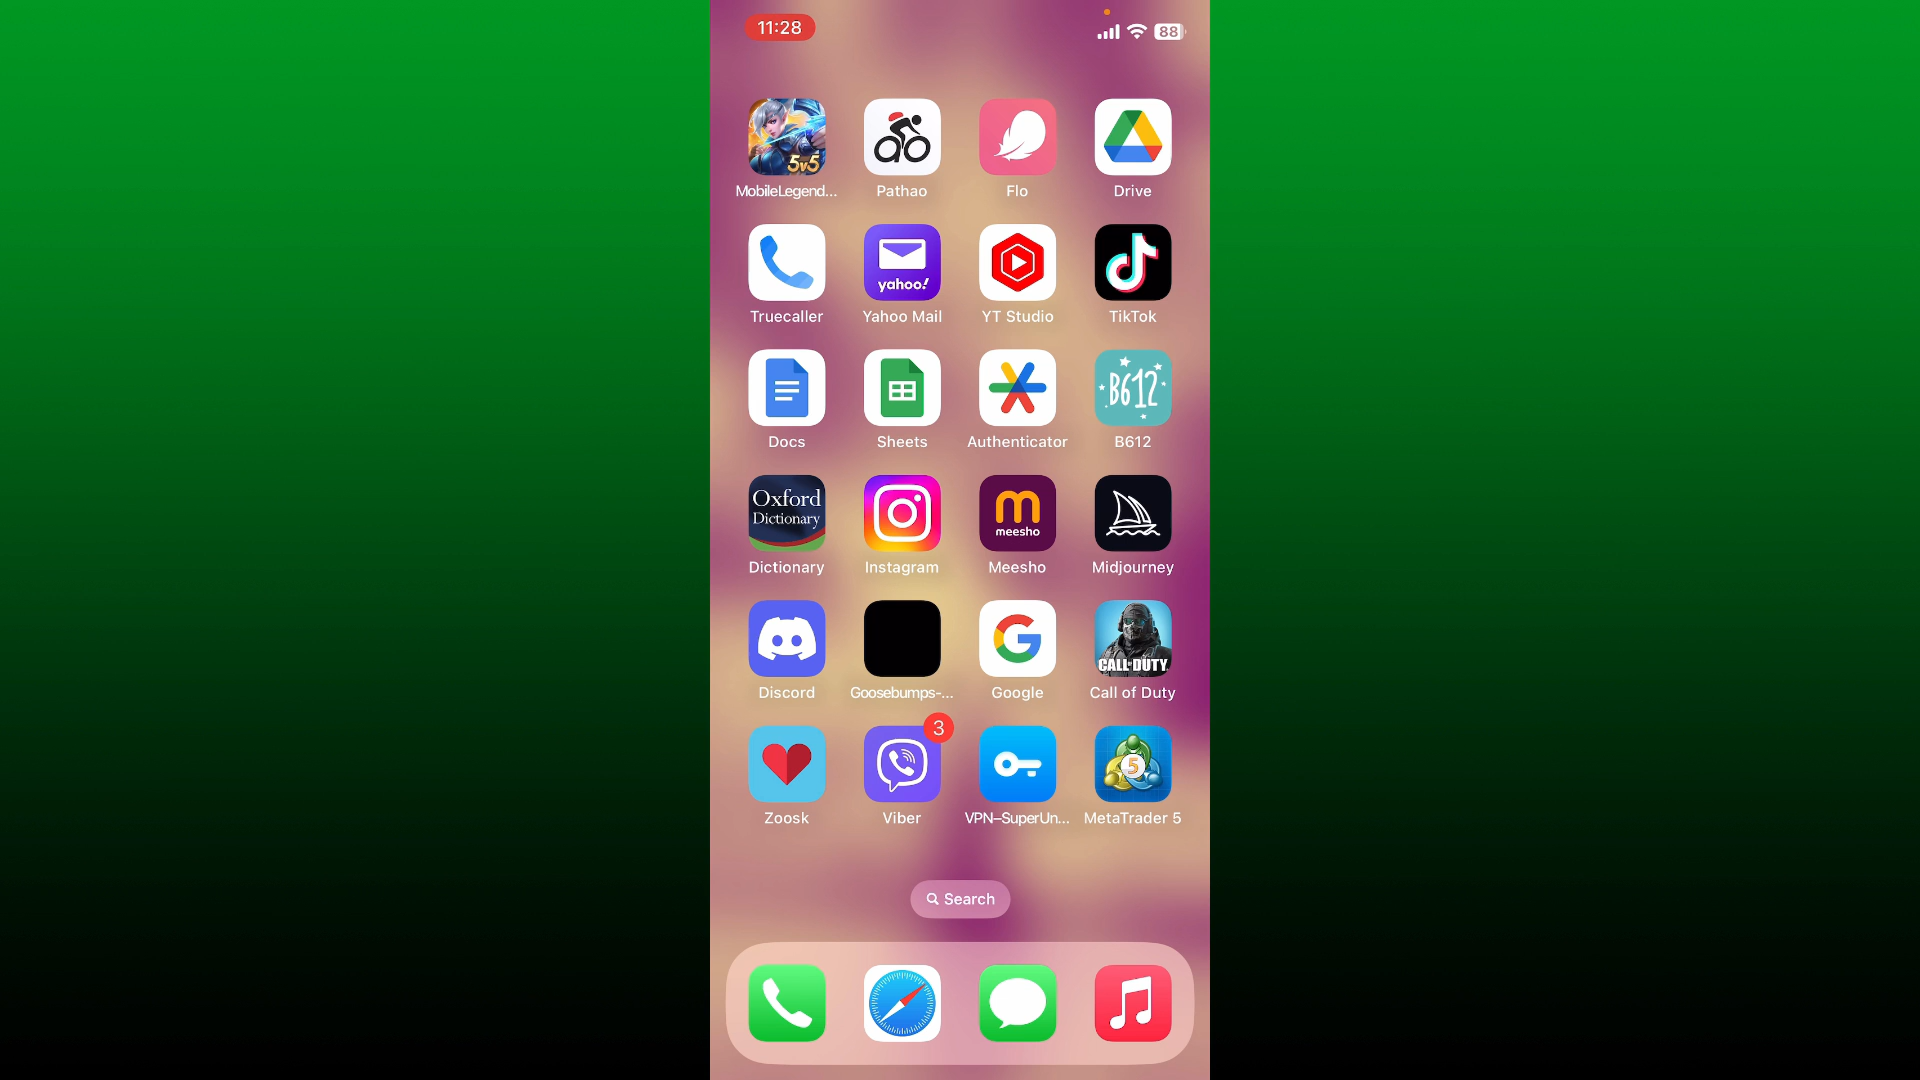 11:28
88
5v5
MobileLegend...
Pathao
Flo
Drive
yahoo!
Truecaller
Yahoo Mail
YT Studio
TikTok
B612
Docs
Sheets
Authenticator
B612
Oxford
Dictionary
meesho
Dictionary
Instagram
Meesho
Midjourney
CALL OF DUTY
Discord
Goosebumps-...
Google
Call of Duty
3
5
Zoosk
Viber
VPN–SuperUn...
MetaTrader 5
Search